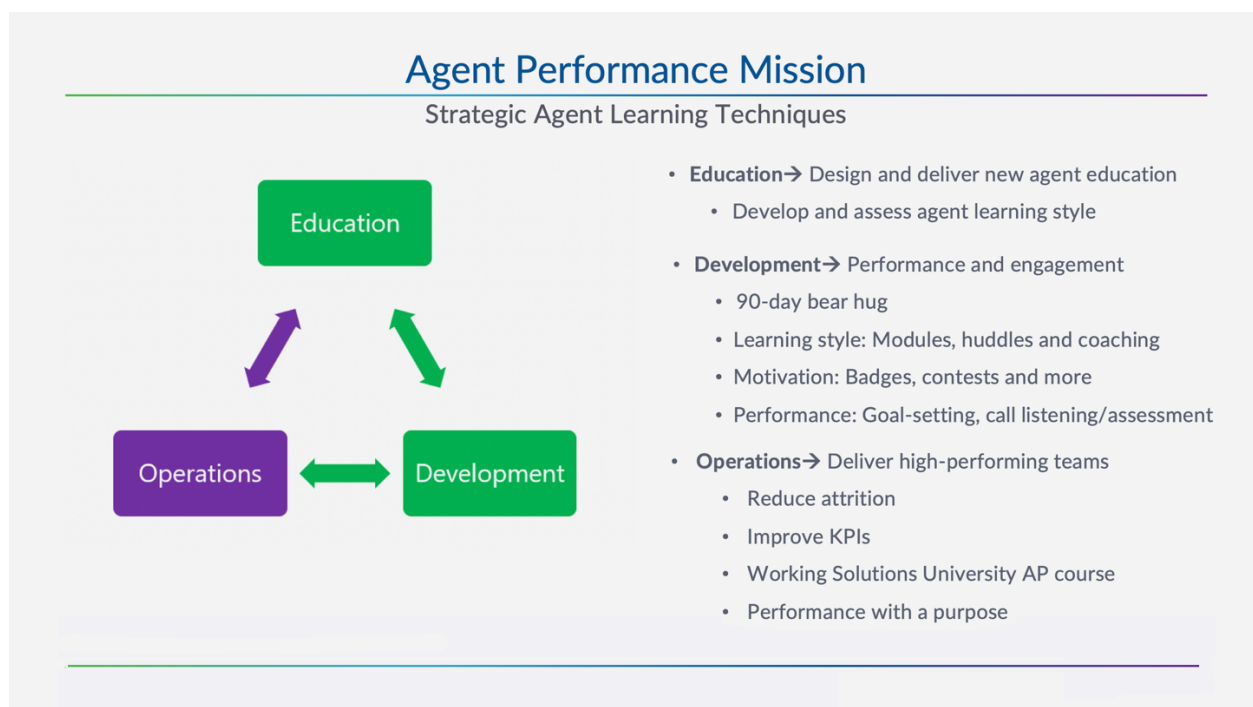 Agent Performance Mission
Strategic Agent Learning Techniques
Education
Operations
Development
• Education→ Design and deliver new agent education
• Develop and assess agent learning style
• Development→ Performance and engagement
• 90-day bear hug
• Learning style: Modules, huddles and coaching
• Motivation: Badges, contests and more
• Performance: Goal-setting, call listening/assessment
• Operations→ Deliver high-performing teams
• Reduce attrition
• Improve KPIs
• Working Solutions University AP course
• Performance with a purpose